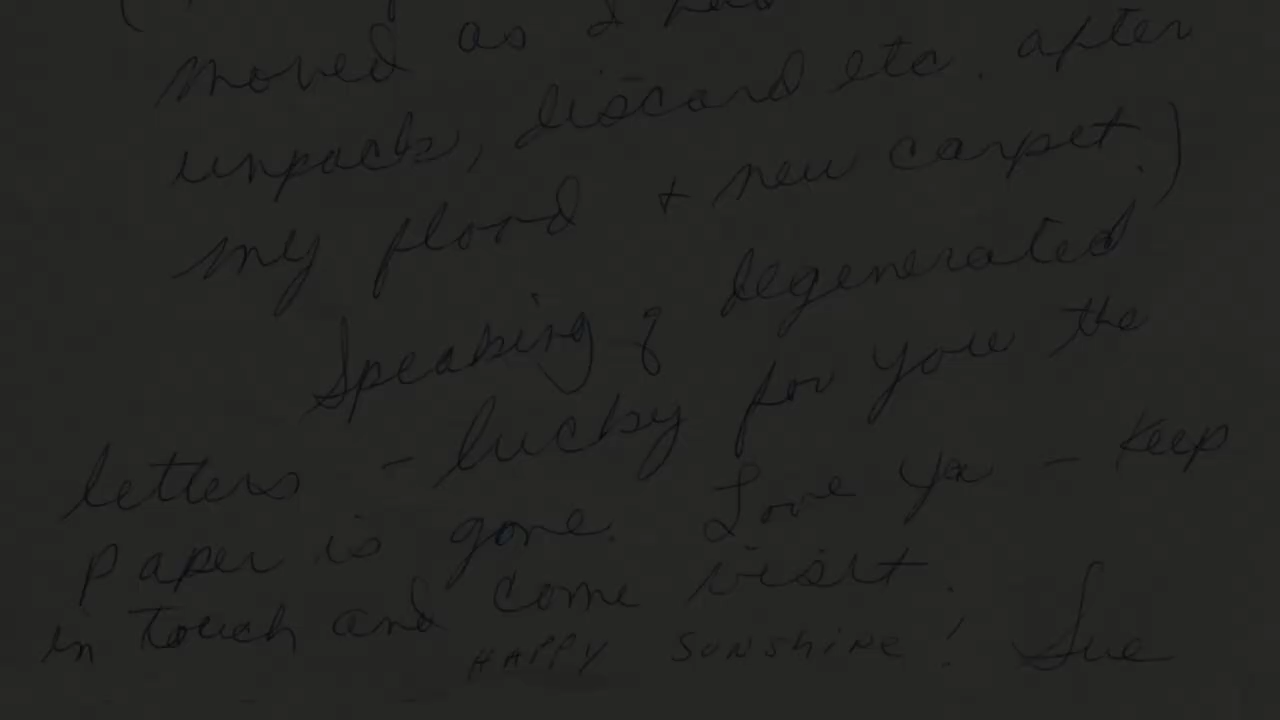 moved as I
unpack, discard etc. after
my flood + new carpet.)
Speaking of degenerated
letters - lucky for you the
paper is gone. Love ya - Keep
in touch and come visit.
HAPPY SUNSHINE! Sue